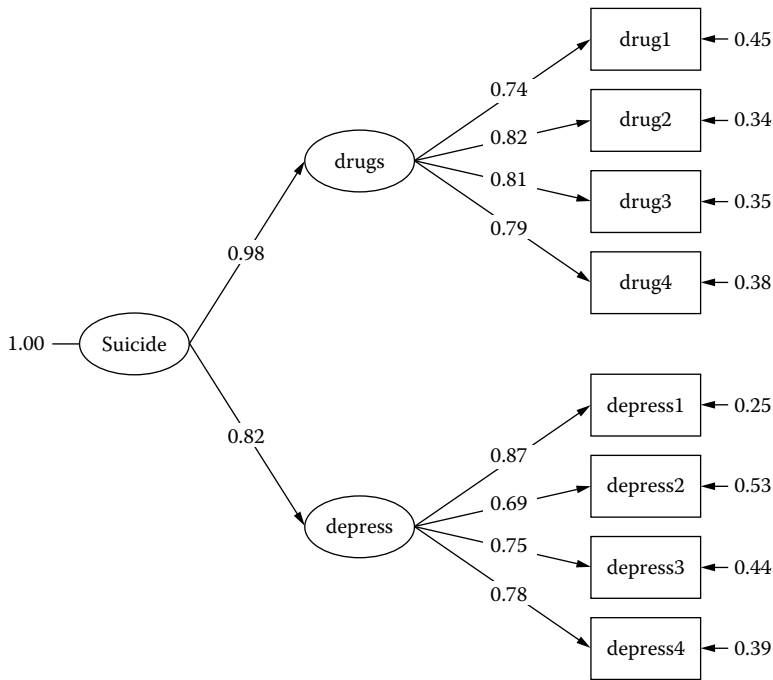 drug1
0.45
0.74
drug2
0.34
0.82
drugs
0.81
drug3
0.35
0.79
0.98
drug4
0.38
1.00
Suicide
depress1
0.25
0.82
0.87
depress2
0.53
0.69
depress
0.75
depress3
0.44
0.78
depress4
0.39